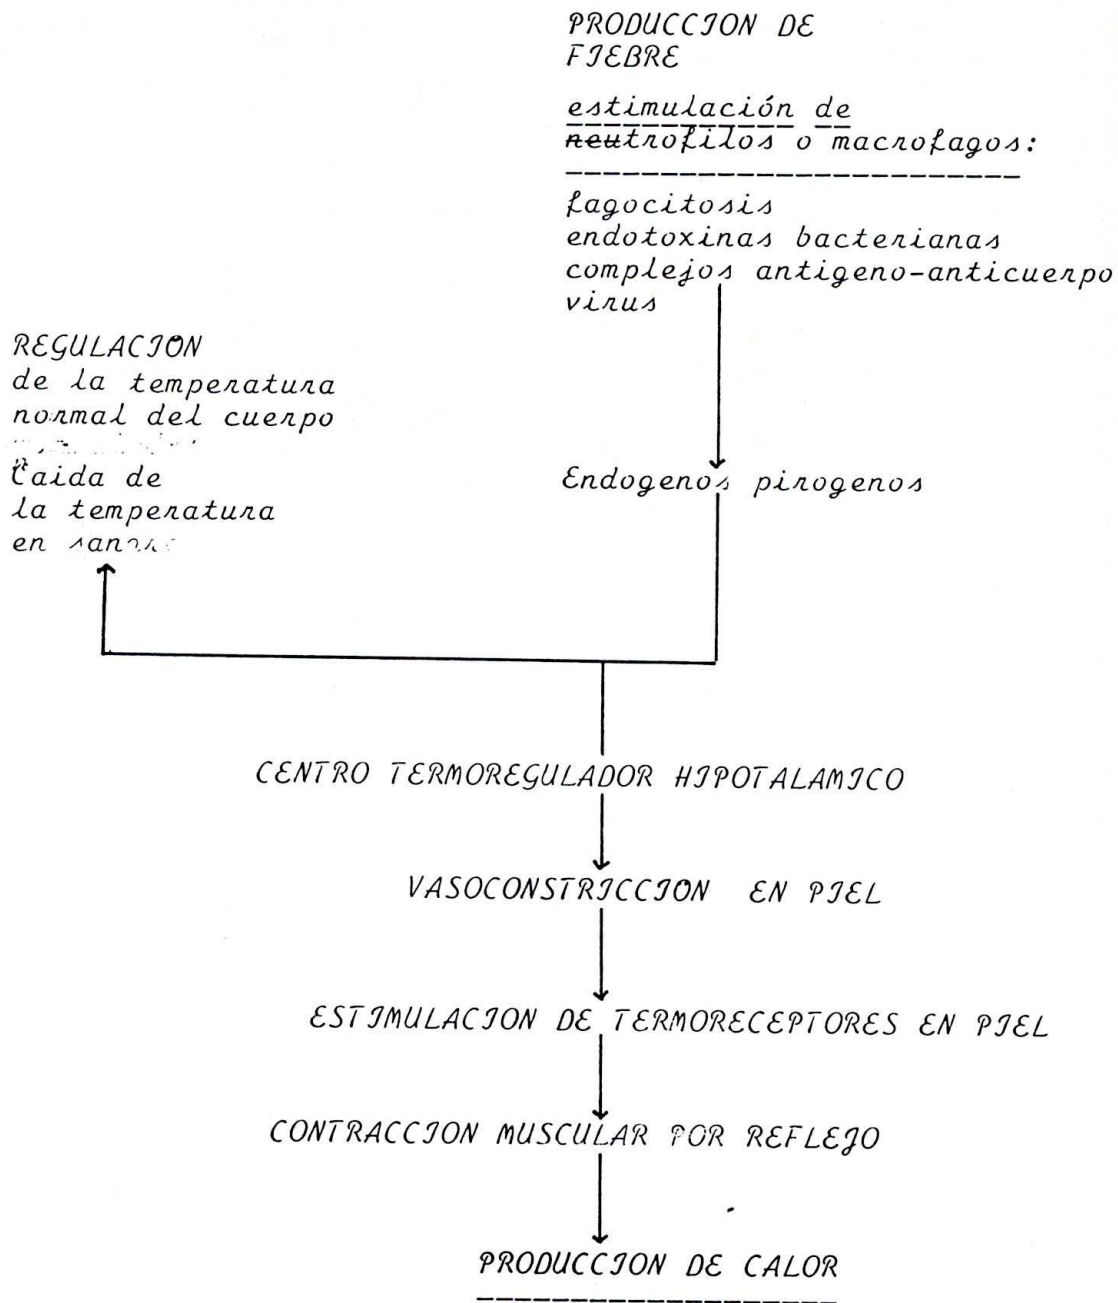 PRODUCCION DE
FIEBRE
estimulación de
neutrofilos o macrofagos:
fagocitosis
endotoxinas bacterianas
complejos antigeno-anticuerpo
virus
REGULACION
de la temperatura
normal del cuerpo
Caida de
la temperatura
en
Endogenos pirogenos
CENTRO TERMOREGULADOR HIPOTALAMICO
VASOCONSTRICCION EN PIEL
ESTIMULACION DE TERMORECEPTORES EN PIEL
CONTRACCION MUSCULAR POR REFLEJO
PRODUCCION DE CALOR